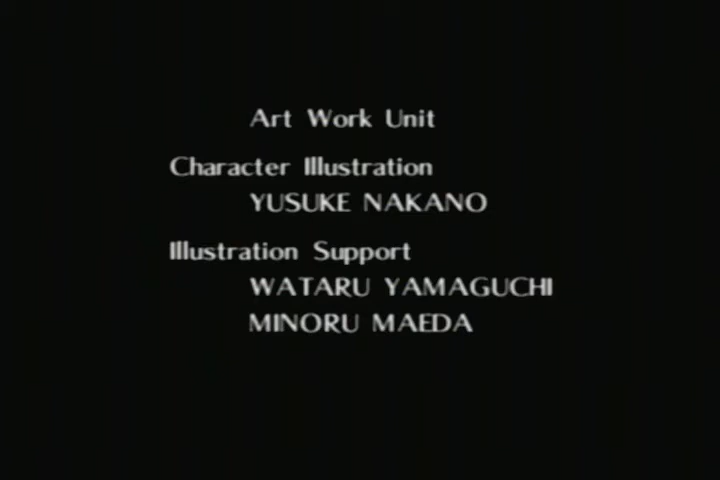 Art Work Unit
Character Illustration
YUSUKE NAKANO
Illustration Support
WATARU YAMAGUCHI
MINORU MAEDA